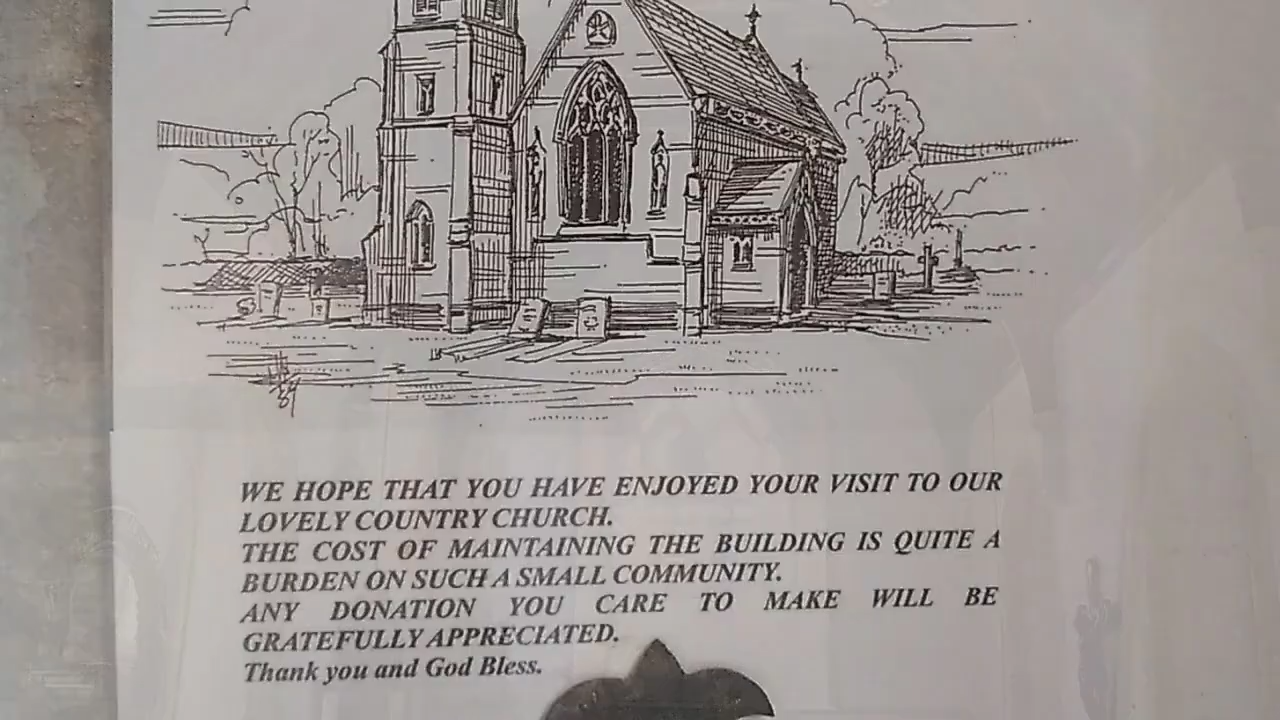 WE HOPE THAT YOU HAVE ENJOYED YOUR VISIT TO OUR
LOVELY COUNTRY CHURCH.
THE COST OF MAINTAINING THE BUILDING IS QUITE A
BURDEN ON SUCH A SMALL COMMUNITY.
ANY DONATION YOU CARE TO MAKE WILL BE
GRATEFULLY APPRECIATED.
Thank you and God Bless.